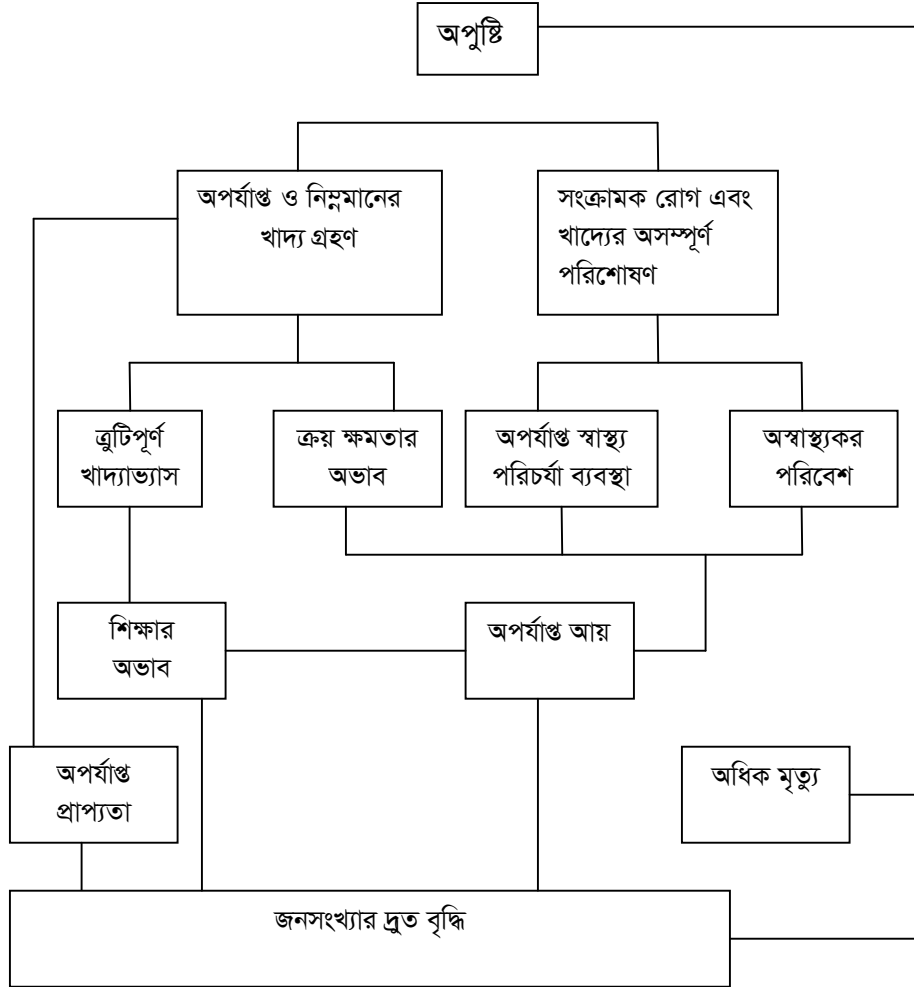 অপুষ্টি
অপর্যাপ্ত ও নিম্নমানের
খাদ্য গ্রহণ
সংক্রামক রোগ এবং
খাদ্যের অসম্পূর্ণ
পরিশোষণ
ত্রুটিপূর্ণ
খাদ্যাভ্যাস
ক্রয় ক্ষমতার
অভাব
অপর্যাপ্ত স্বাস্থ্য
পরিচর্যা ব্যবস্থা
অস্বাস্থ্যকর
পরিবেশ
শিক্ষার
অভাব
অপর্যাপ্ত আয়
অপর্যাপ্ত
প্রাপ্যতা
অধিক মৃত্যু
জনসংখ্যার দ্রুত বৃদ্ধি